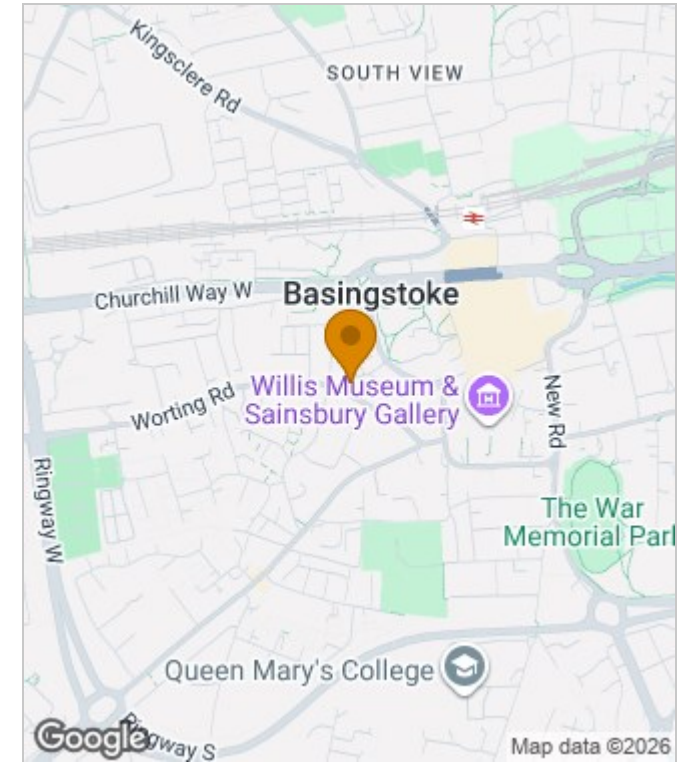 Kingsclere Rd
SOUTH VIEW
Churchill Way W
Basingstoke
Willis Museum &
Sainsbury Gallery
New Rd
Worting Rd
Ringway W
The War
Memorial Parl
Queen Mary's College
Ringway S
Google
Map data ©2026